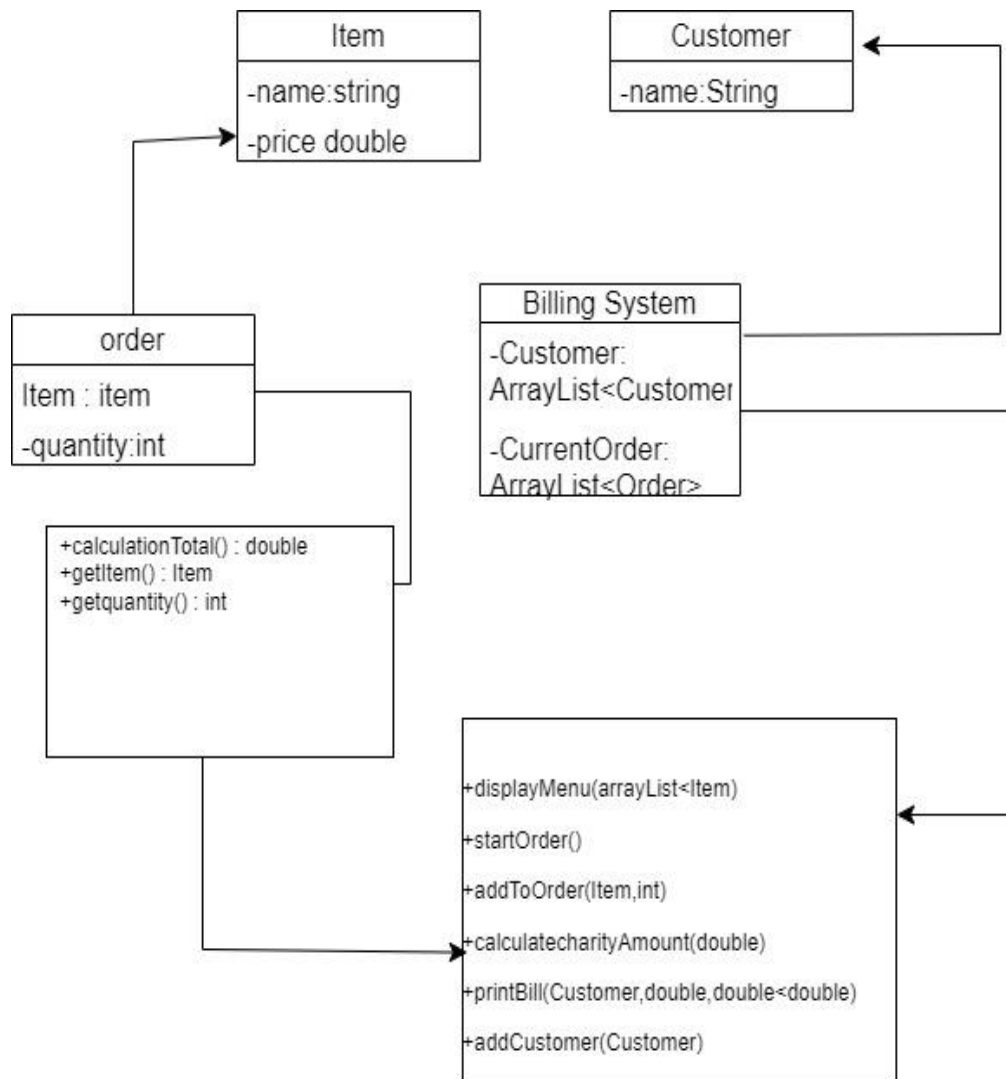 Item
-name:string
-price double
Customer
-name:String
order
Item : item
-quantity:int
Billing System
-Customer:
ArrayList<Customer
-CurrentOrder:
ArrayList<Order>
+calculationTotal() : double
+getItem() : Item
+getquantity() : int
+displayMenu(arrayList<Item)
+startOrder()
+addToOrder(Item,int)
+calculatecharityAmount(double)
+printBill(Customer,double,double<double)
+addCustomer(Customer)